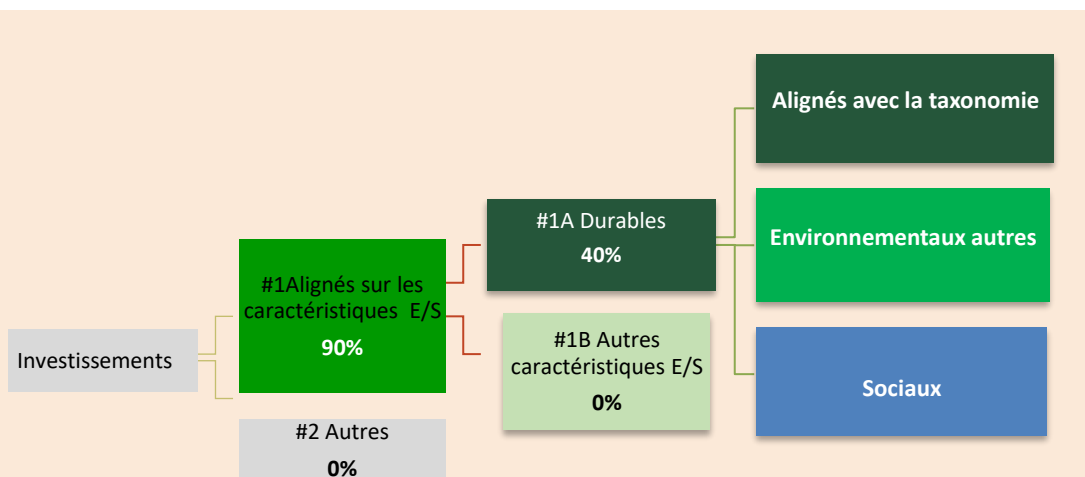 Investissements
#1Alignés sur les
caractéristiques E/S
90%
#2 Autres
0%
#1A Durables
40%
#1B Autres
caractéristiques E/S
0%
Alignés avec la taxonomie
Environnementaux autres
Sociaux